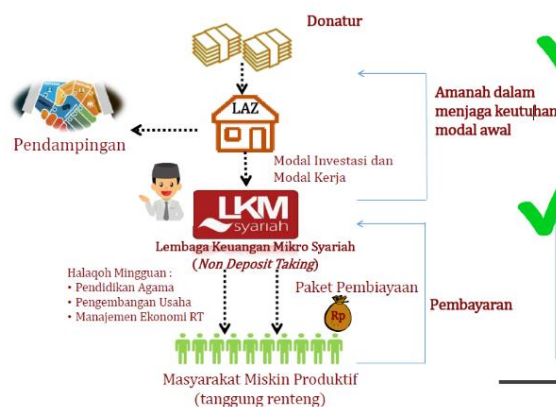 Donatur
LAZ
Pendampingan
Amanah dalam
menjaga keutuhan
modal awal
Modal Investasi dan
Modal Kerja
LKM
syariah
Lembaga Keuangan Mikro Syariah
(Non Deposit Taking)
Halaqoh Mingguan :
• Pendidikan Agama
• Pengembangan Usaha
• Manajemen Ekonomi RT
Paket Pembiayaan
Rp
Pembayaran
Masyarakat Miskin Produktif
(tanggung renteng)